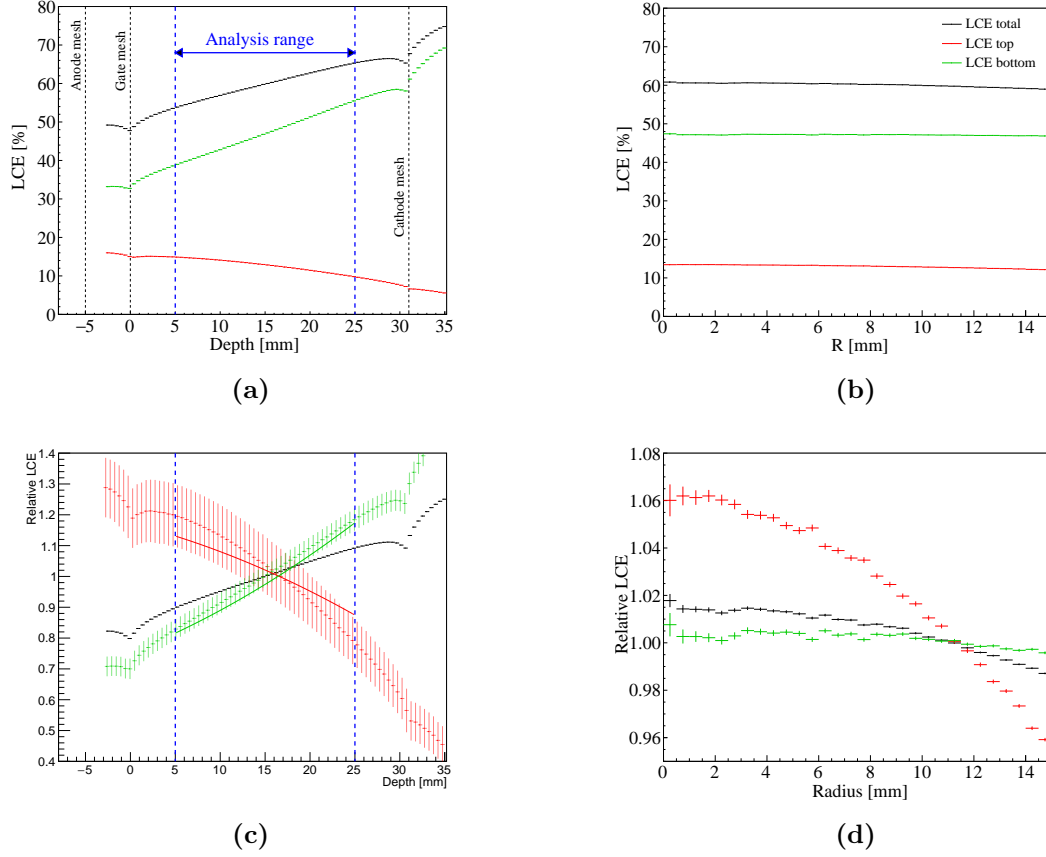 80
70
60
50
40
30
20
10
0
LCE [%]
Anode mesh
Gate mesh
Analysis range
Cathode mesh
−5 0 5 10 15 20 25 30 35
Depth [mm]
(a)
80
70
60
50
40
30
20
10
0
LCE [%]
LCE total
LCE top
LCE bottom
0 2 4 6 8 10 12 14
R [mm]
(b)
1.4
1.3
1.2
1.1
1
0.9
0.8
0.7
0.6
0.5
0.4
Relative LCE
−5 0 5 10 15 20 25 30 35
Depth [mm]
(c)
1.08
1.06
1.04
1.02
1.00
0.98
0.96
Relative LCE
0 2 4 6 8 10 12 14
Radius [mm]
(d)